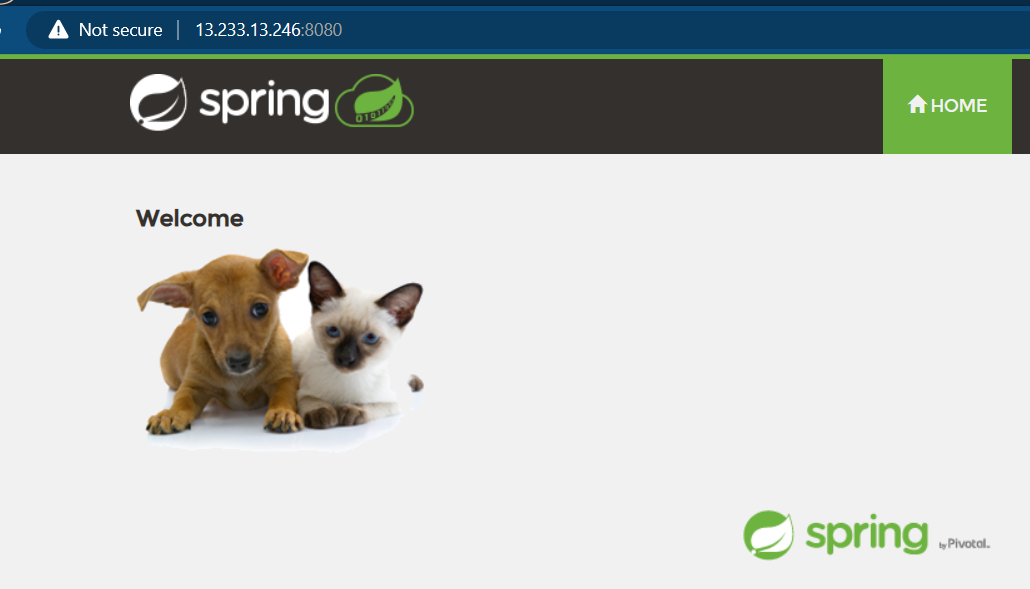 Not secure 13.233.13.246:8080
spring
HOME
Welcome
spring by Pivotal.